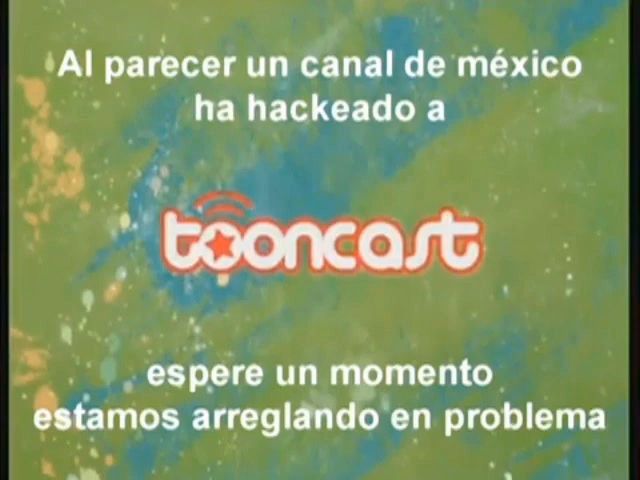 Al parecer un canal de méxico
ha hackeado a
tooncast
espere un momento
estamos arreglando en problema